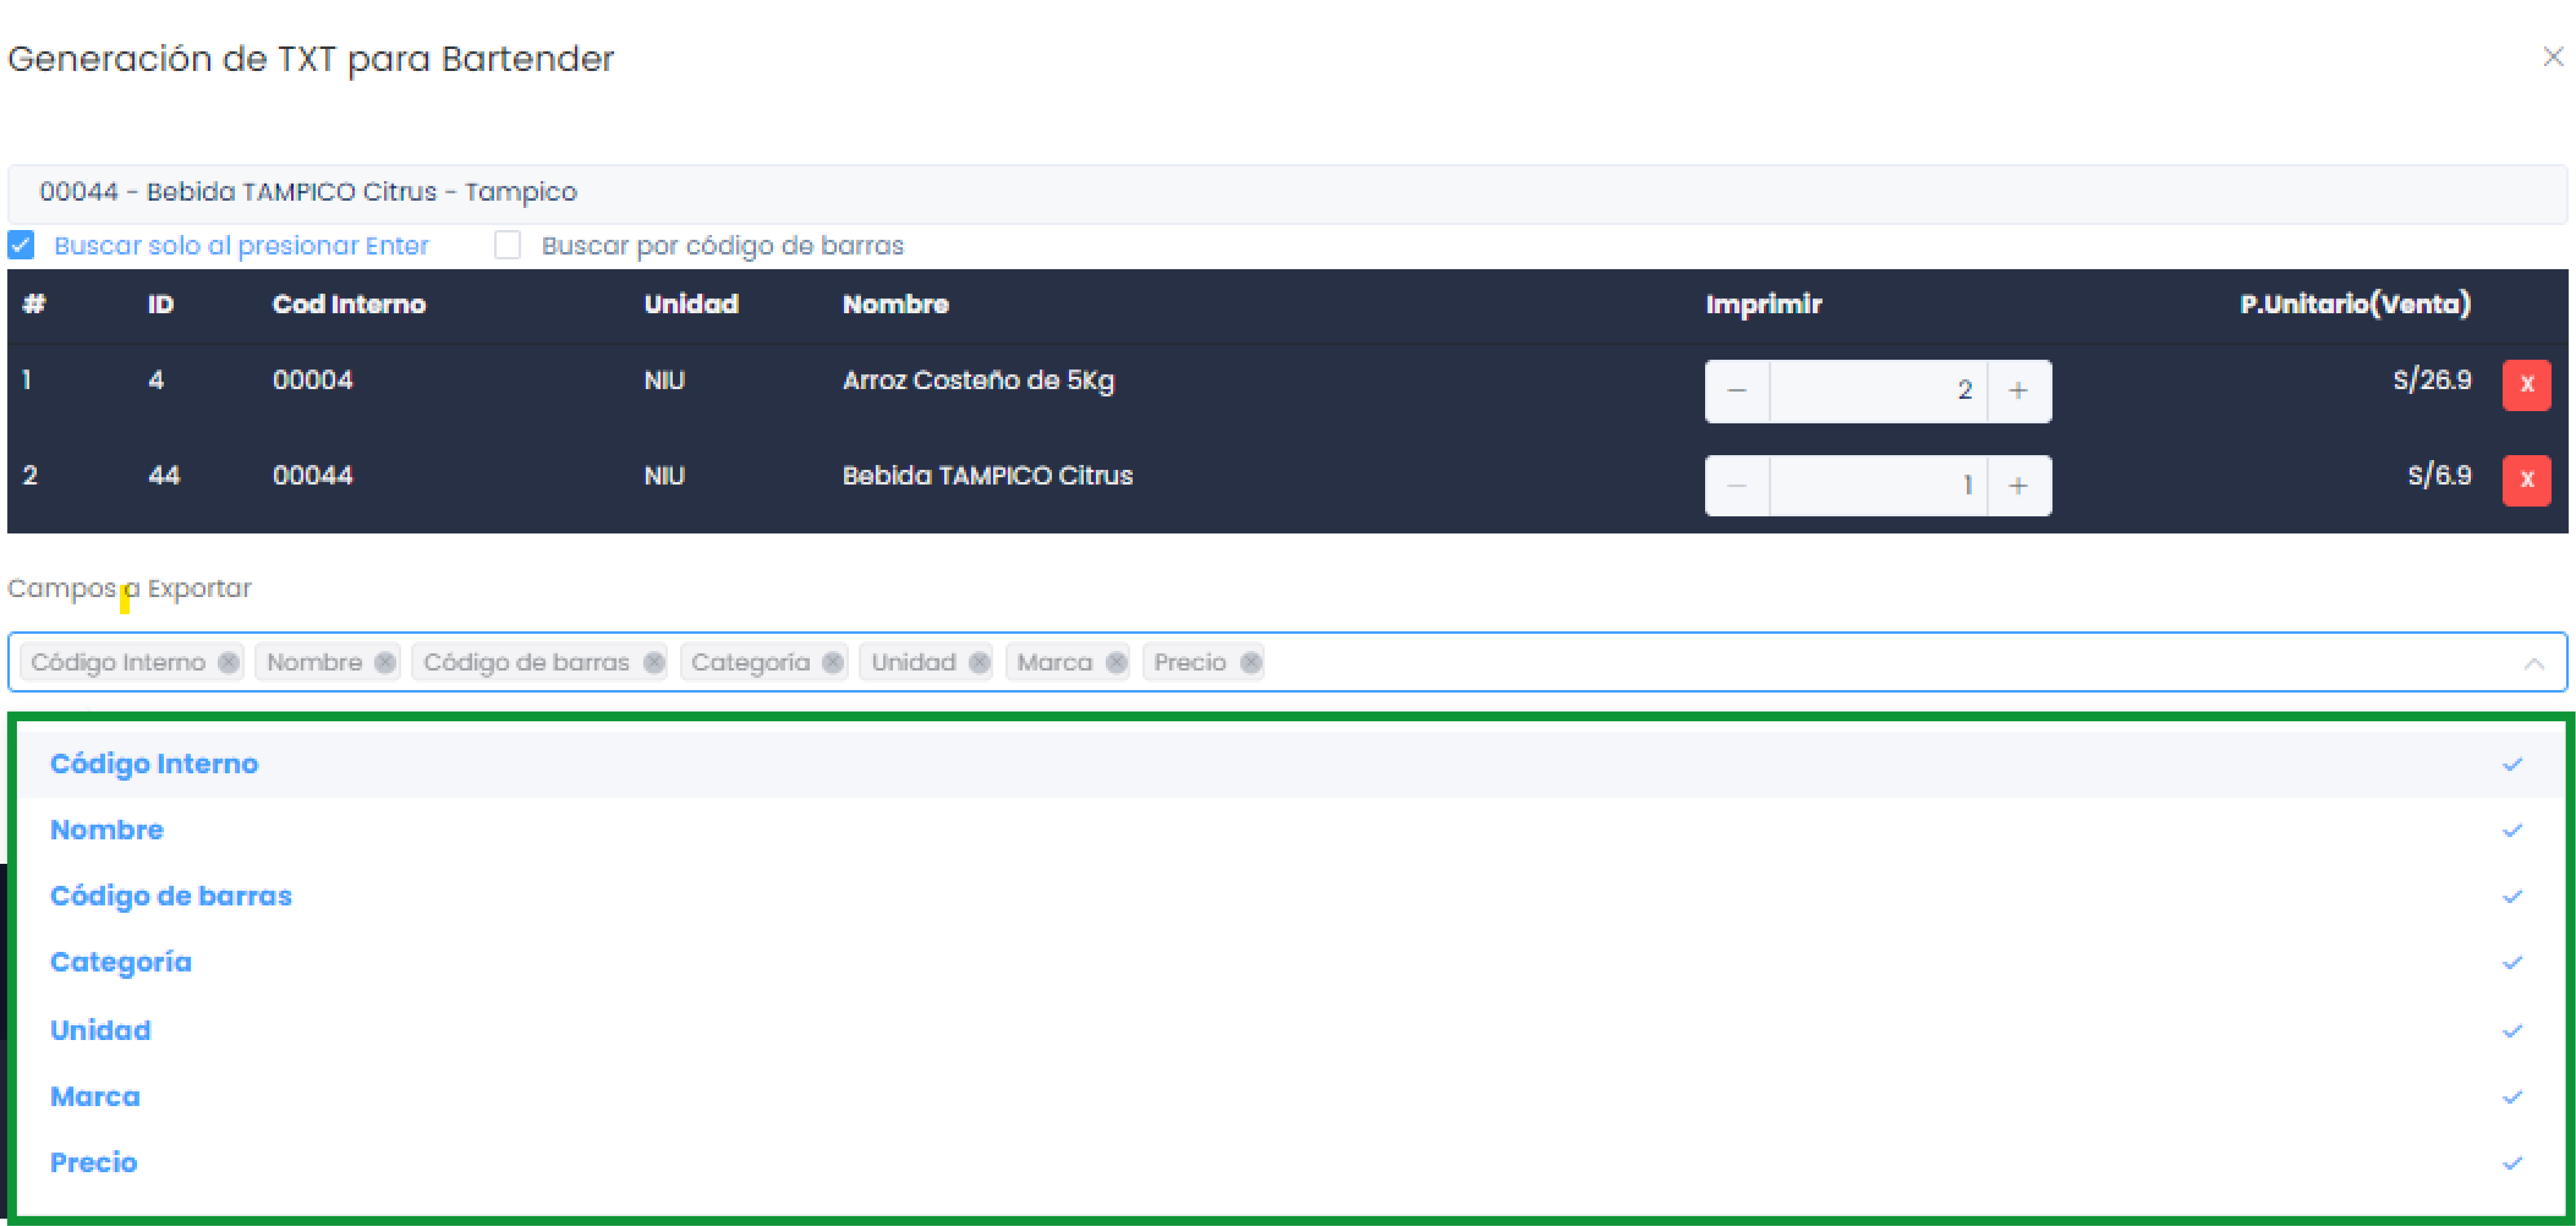 Generación de TXT para Bartender
00044 - Bebida TAMPICO Citrus - Tampico
Buscar solo al presionar Enter Buscar por código de barras
# ID Cod Interno Unidad Nombre Imprimir P.Unitario(Venta)
1 4 00004 NIU Arroz Costeño de 5Kg 2 S/26.9 X
2 44 00044 NIU Bebida TAMPICO Citrus 1 S/6.9 X
Campos a Exportar
Código Interno Nombre Código de barras Categoría Unidad Marca Precio
Código Interno
Nombre
Código de barras
Categoría
Unidad
Marca
Precio